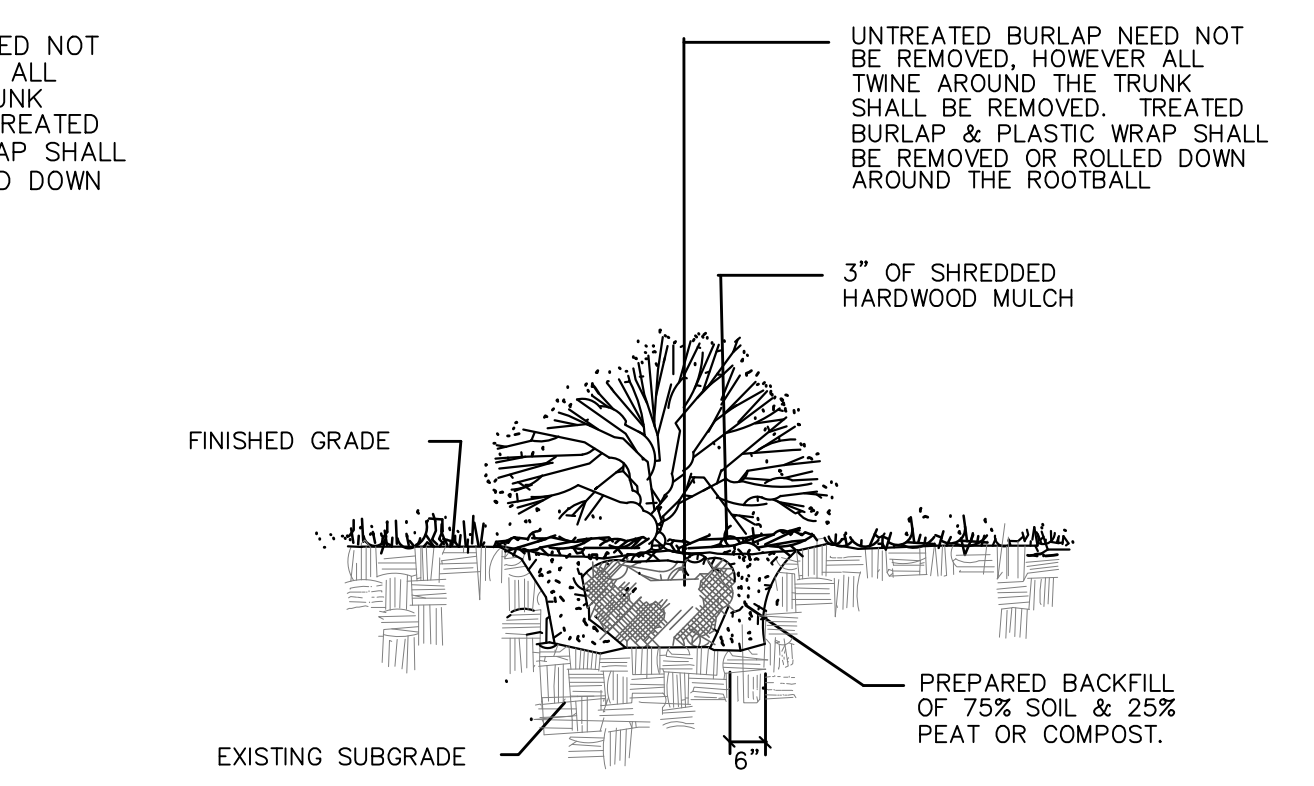 ED NOT
ALL
UNK
REATED
AP SHALL
D DOWN
UNTREATED BURLAP NEED NOT
BE REMOVED, HOWEVER ALL
TWINE AROUND THE TRUNK
SHALL BE REMOVED. TREATED
BURLAP & PLASTIC WRAP SHALL
BE REMOVED OR ROLLED DOWN
AROUND THE ROOTBALL
3" OF SHREDDED
HARDWOOD MULCH
FINISHED GRADE
PREPARED BACKFILL
OF 75% SOIL & 25%
PEAT OR COMPOST.
EXISTING SUBGRADE
6"